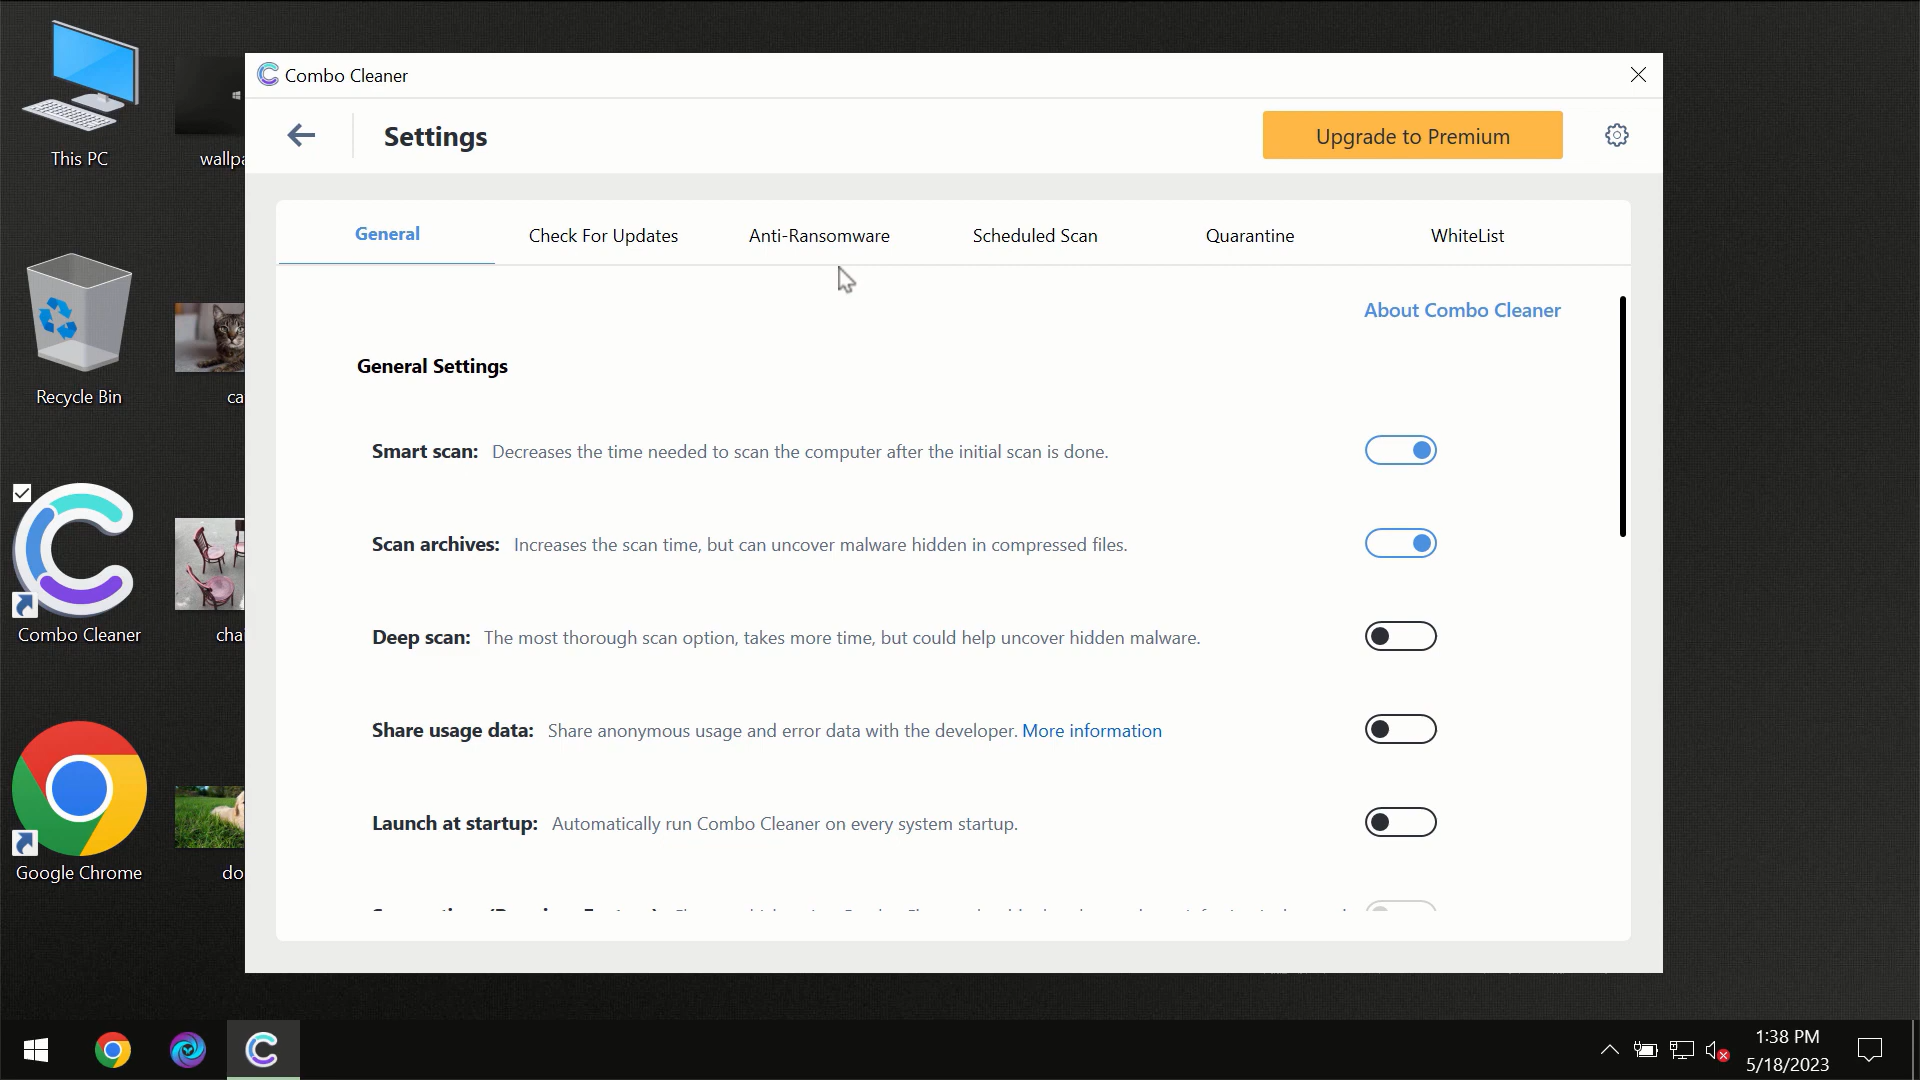 Combo Cleaner
Settings
Upgrade to Premium
General
Check For Updates
Anti-Ransomware
Scheduled Scan
Quarantine
WhiteList
About Combo Cleaner
General Settings
Smart scan: Decreases the time needed to scan the computer after the initial scan is done.
Scan archives: Increases the scan time, but can uncover malware hidden in compressed files.
Deep scan: The most thorough scan option, takes more time, but could help uncover hidden malware.
Share usage data: Share anonymous usage and error data with the developer. More information
Launch at startup: Automatically run Combo Cleaner on every system startup.
This PC
wallpa
Recycle Bin
ca
Combo Cleaner
chai
Google Chrome
do
1:38 PM
5/18/2023